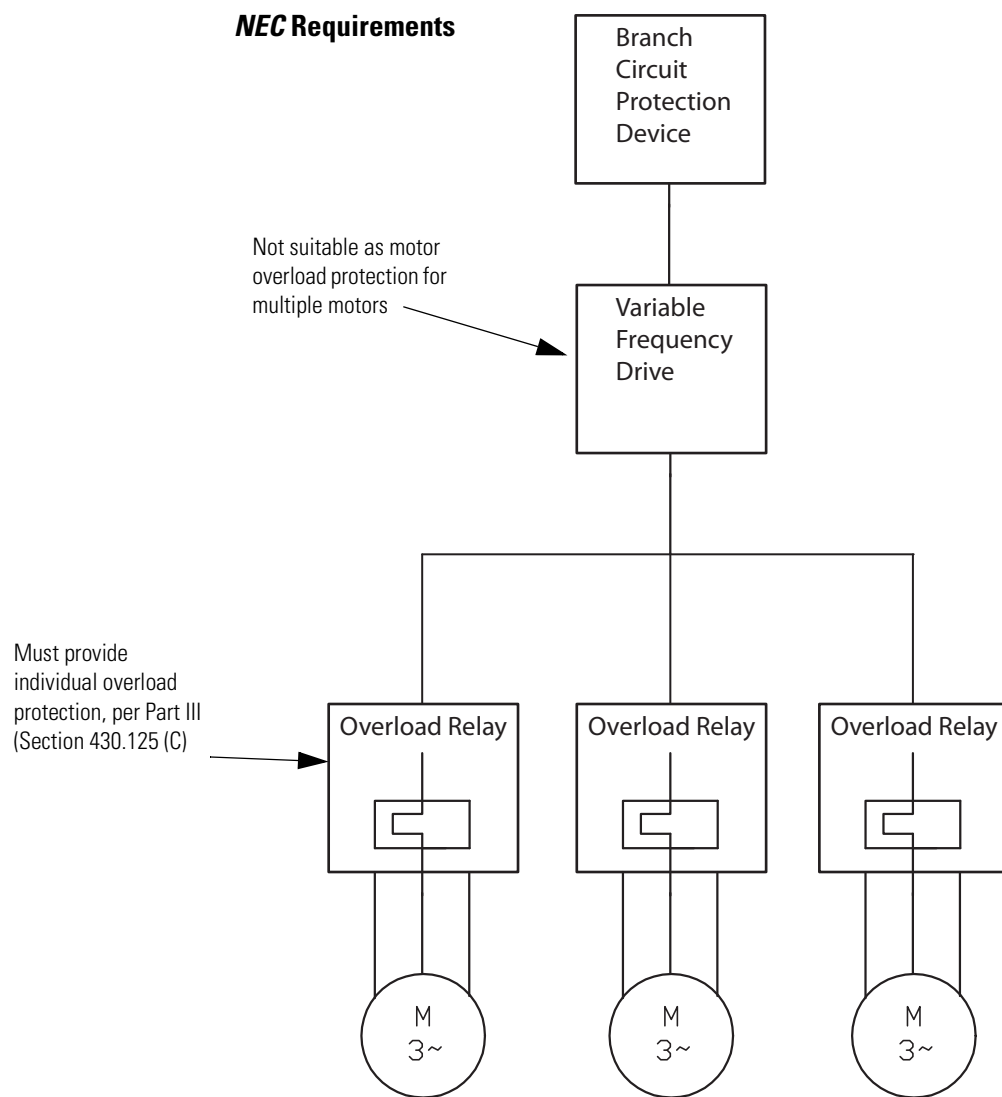 NEC Requirements
Branch
Circuit
Protection
Device
Not suitable as motor
overload protection for
multiple motors
Variable
Frequency
Drive
Must provide
individual overload
protection, per Part III
(Section 430.125 (C)
Overload Relay
Overload Relay
Overload Relay
M
3~
M
3~
M
3~